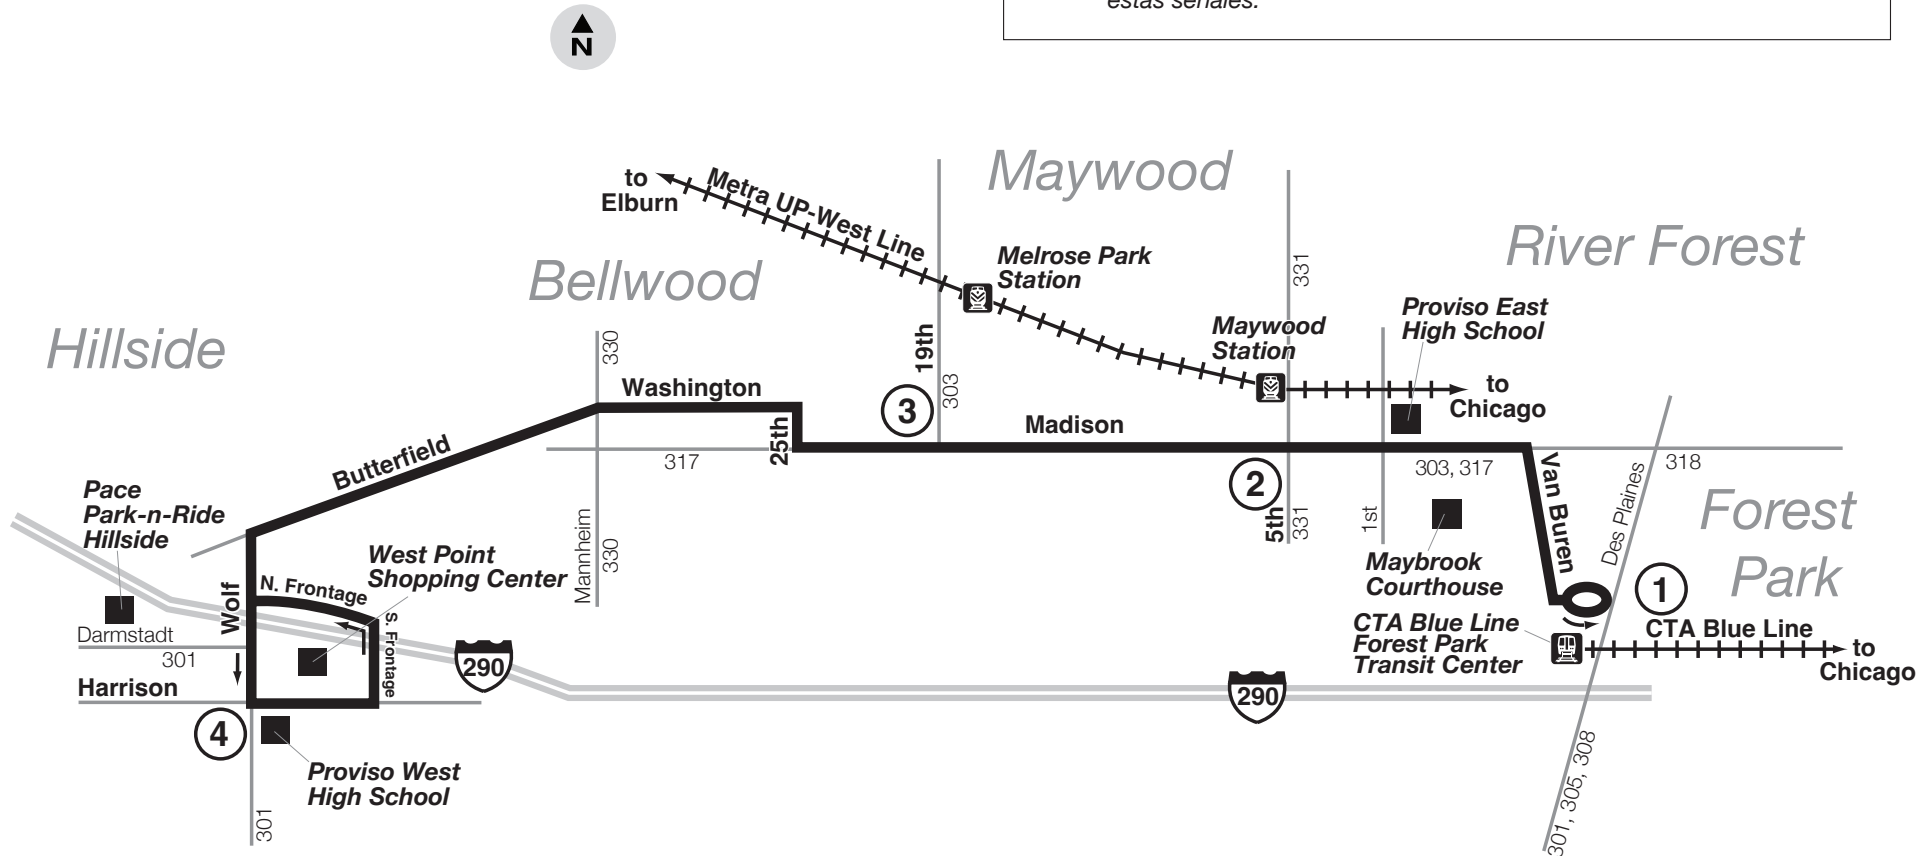 estas señales.
N
Maywood
to
Elburn
Metra UP-West Line
River Forest
Melrose Park
Station
331
Bellwood
Proviso East
High School
Hillside
Maywood
Station
330
19th
303
Washington
to
Chicago
3
Madison
25th
317
303, 317
318
Butterfield
2
Van Buren
Des Plaines
Forest
Park
Pace
Park-n-Ride
Hillside
5th
331
1st
Mannheim
330
West Point
Shopping Center
Maybrook
Courthouse
N. Frontage
Wolf
1
S. Frontage
Darmstadt
301
CTA Blue Line
Forest Park
Transit Center
CTA Blue Line
to
Chicago
290
290
Harrison
4
Proviso West
High School
301
301, 305, 308